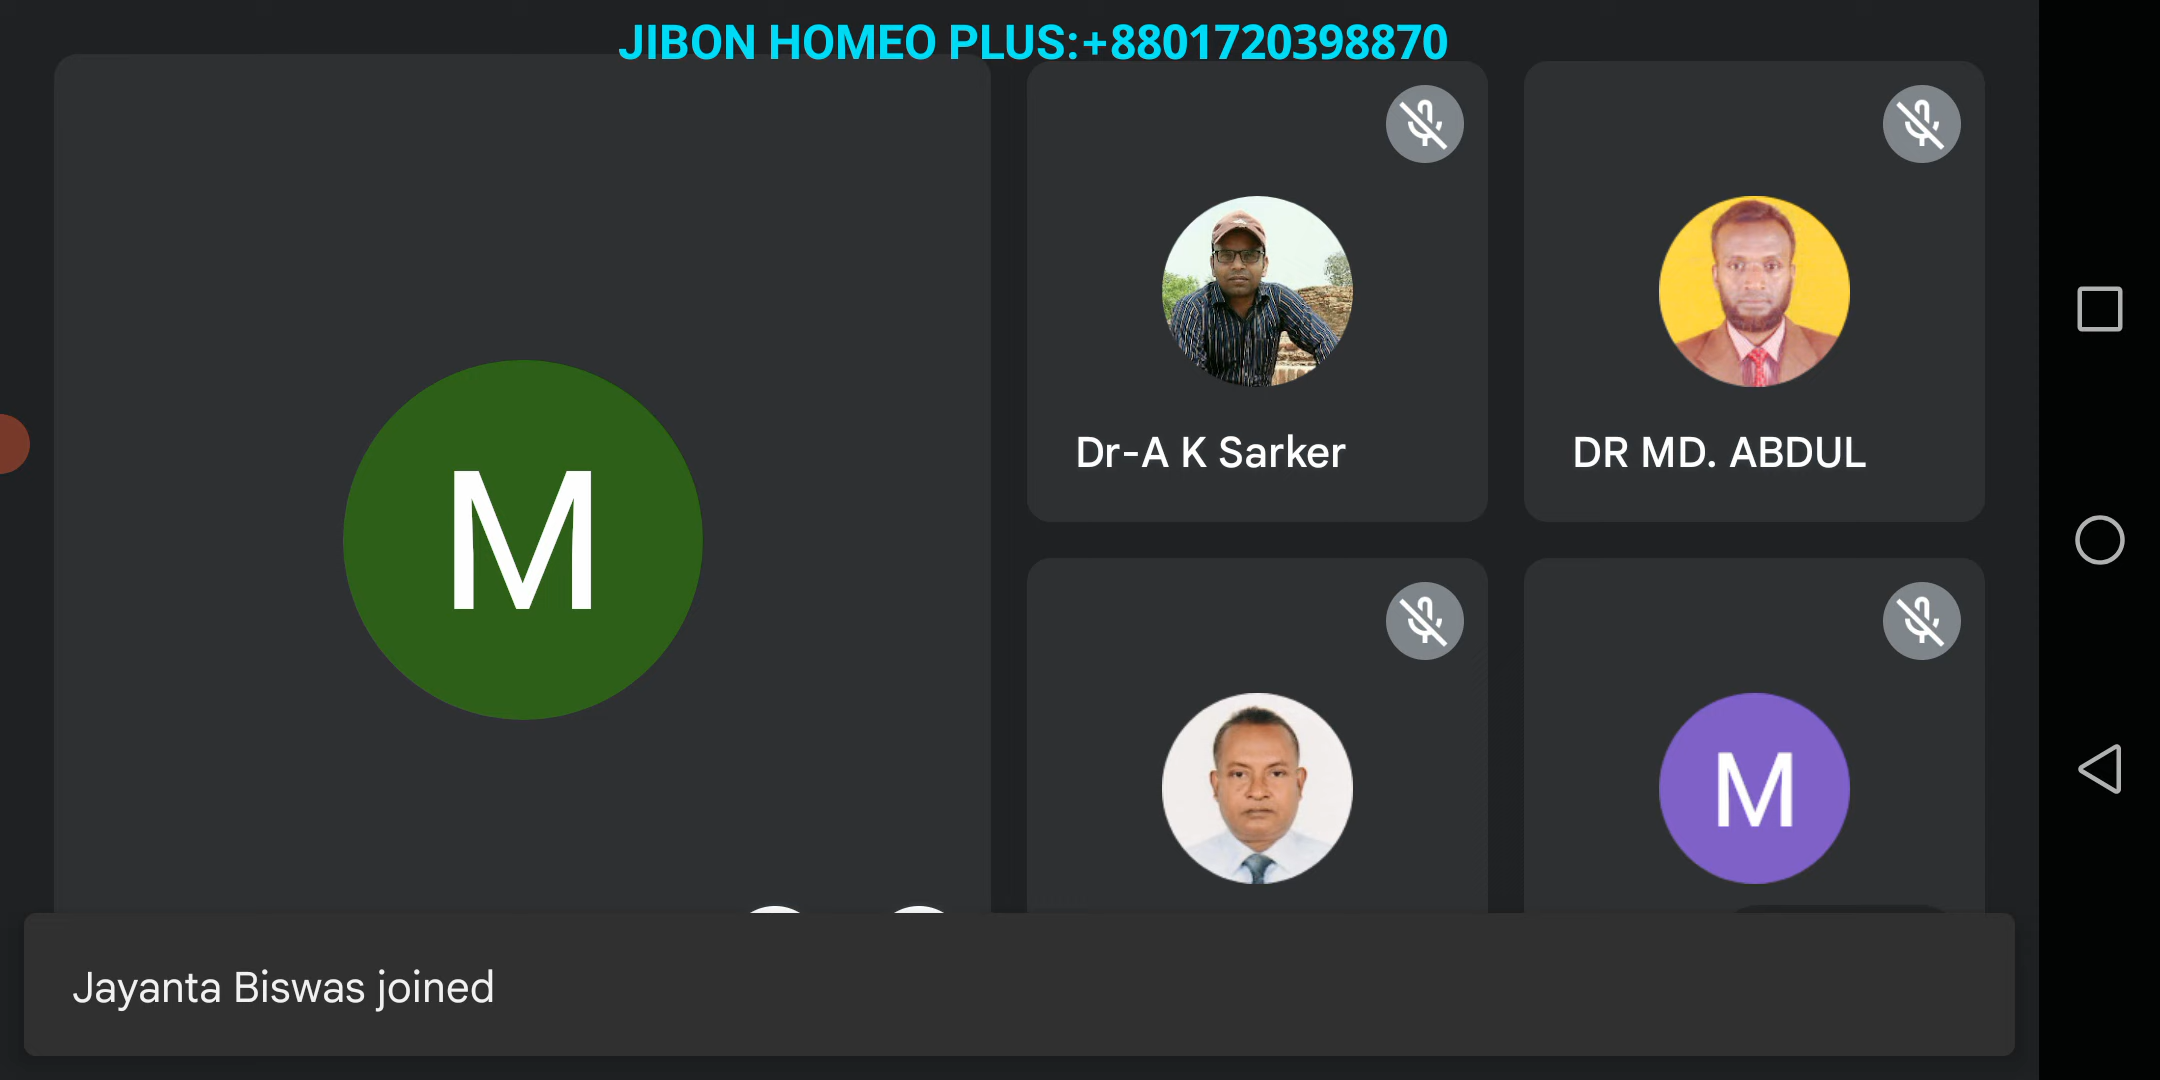 JIBON HOMEO PLUS:+8801720398870
M
Dr-A K Sarker
DR MD. ABDUL
M
Jayanta Biswas joined